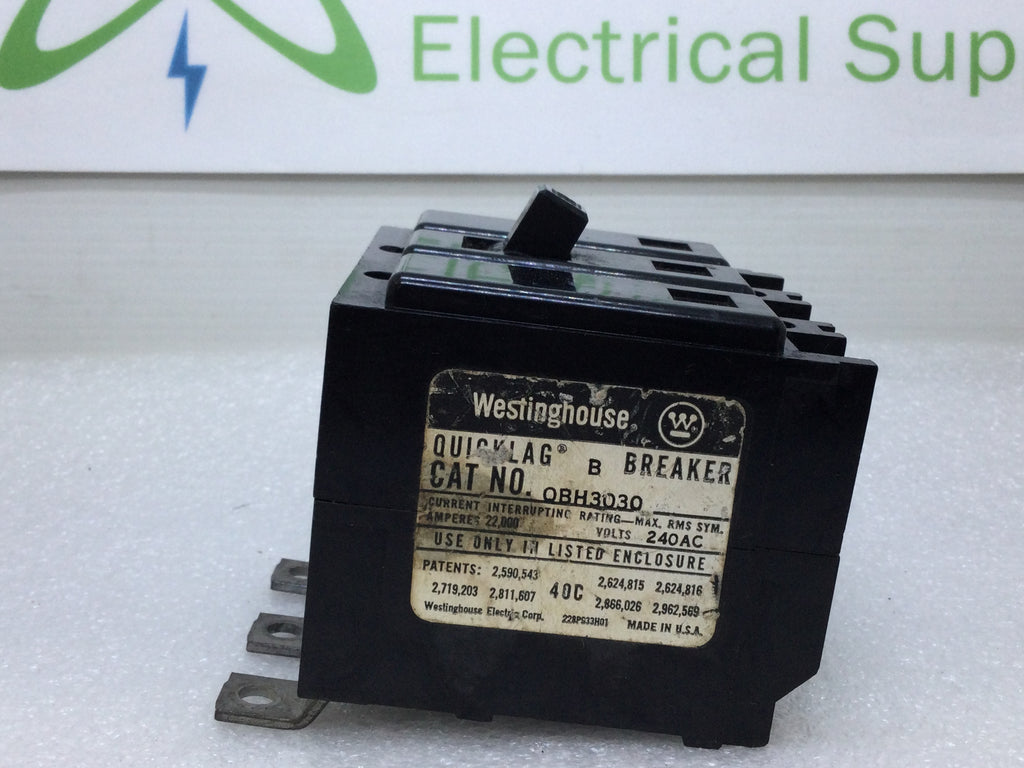 Electrical Sup
Westinghouse W
QUICKLAG® B BREAKER
CAT NO. QBH3030
CURRENT INTERRUPTING RATING—MAX. RMS SYM.
AMPERES 22,000 VOLTS 240AC
USE ONLY IN LISTED ENCLOSURE
PATENTS: 2,590,543 2,624,815 2,624,816
2,719,203 2,811,607 40C 2,866,026 2,962,569
Westinghouse Electric Corp. 228P633H01 MADE IN U.S.A.